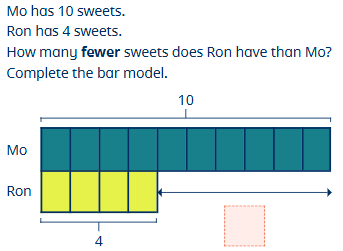 Mo has 10 sweets.
Ron has 4 sweets.
How many fewer sweets does Ron have than Mo?
Complete the bar model.
10
Mo
Ron
4